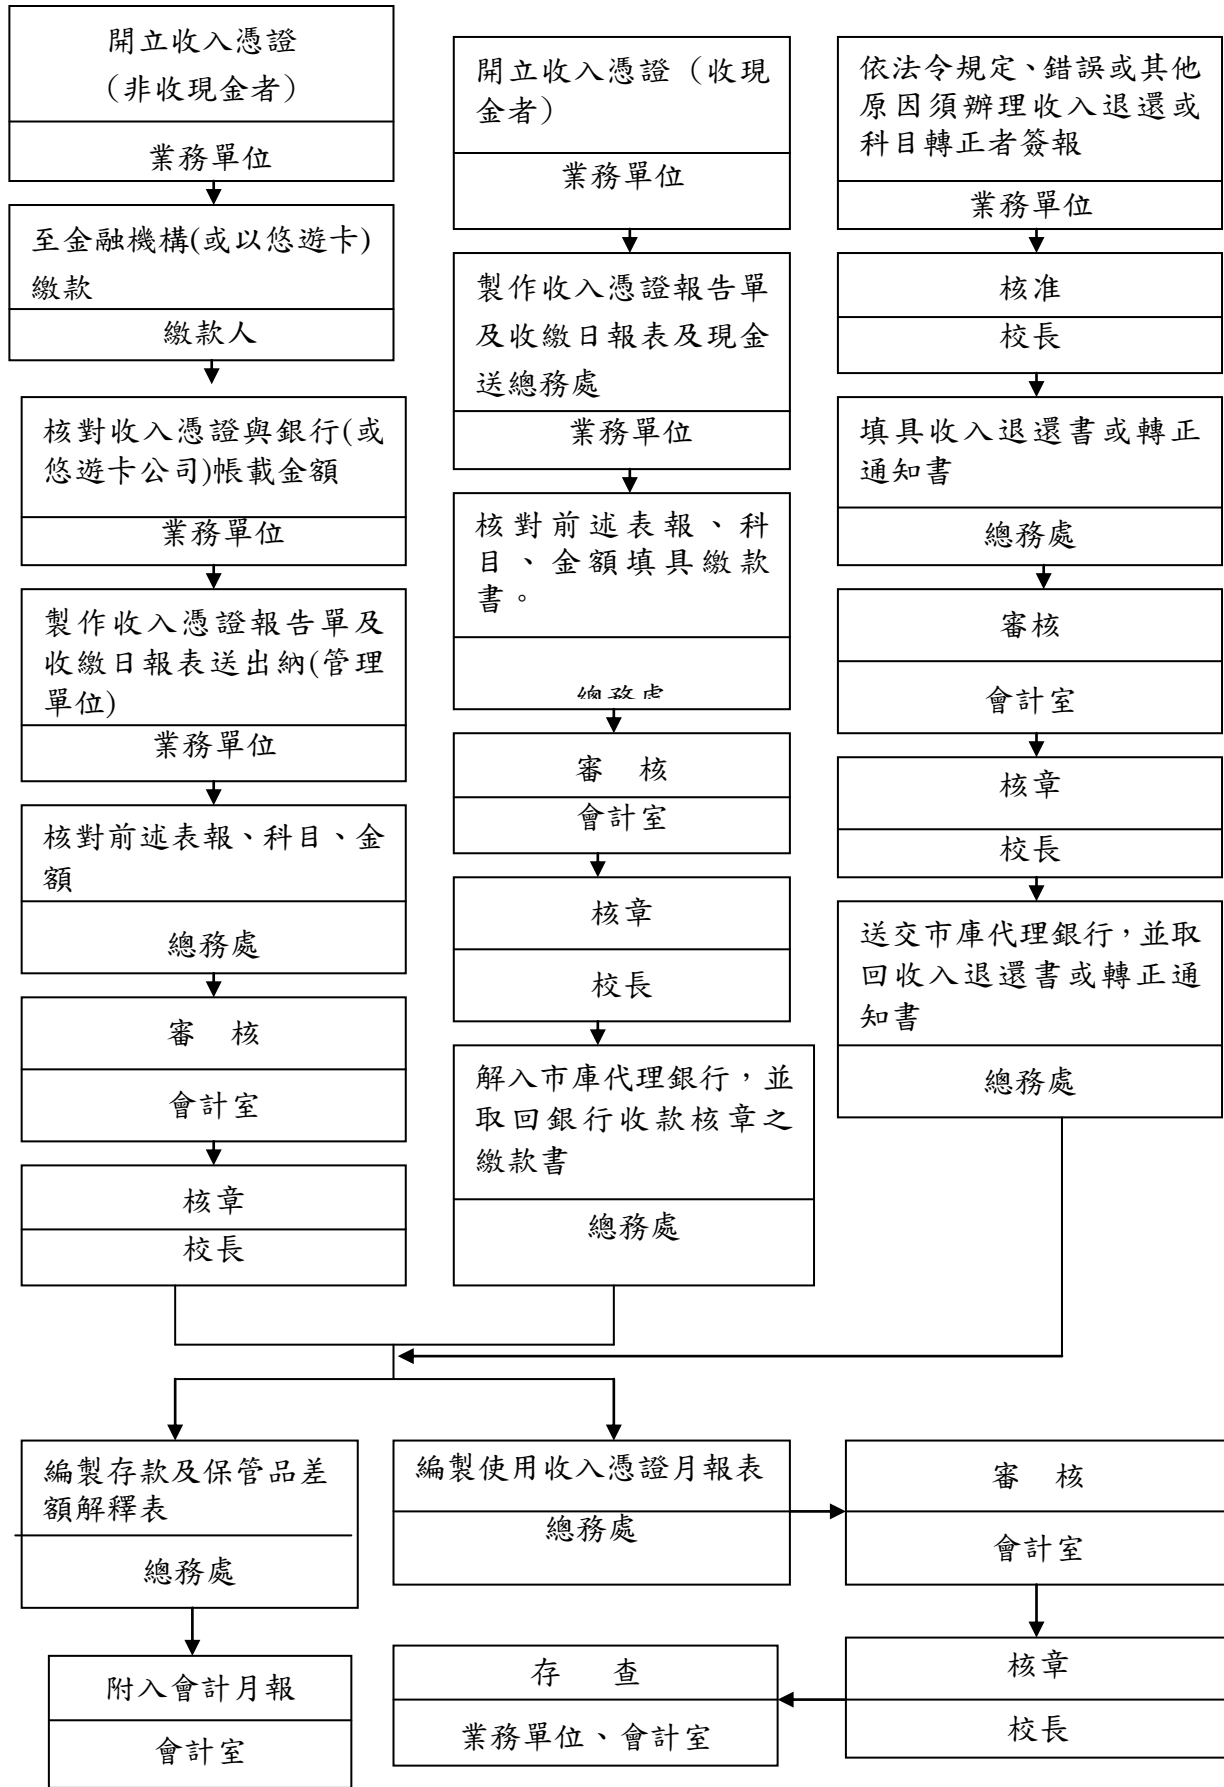 開立收入憑證
（非收現金者）
業務單位
至金融機構(或以悠遊卡)
繳款
繳款人
核對收入憑證與銀行(或
悠遊卡公司)帳載金額
業務單位
製作收入憑證報告單及
收繳日報表送出納(管理
單位)
業務單位
核對前述表報、科目、金
額
總務處
審　核
會計室
核章
校長
開立收入憑證（收現
金者）
業務單位
製作收入憑證報告單
及收繳日報表及現金
送總務處
業務單位
核對前述表報、科
目、金額填具繳款
書。
總務處
審　核
會計室
核章
校長
解入市庫代理銀行，並
取回銀行收款核章之
繳款書
總務處
依法令規定、錯誤或其他
原因須辦理收入退還或
科目轉正者簽報
業務單位
核准
校長
填具收入退還書或轉正
通知書
總務處
審核
會計室
核章
校長
送交市庫代理銀行，並取
回收入退還書或轉正通
知書
總務處
編製存款及保管品差
額解釋表
總務處
附入會計月報
會計室
編製使用收入憑證月報表
總務處
審　核
會計室
核章
校長
存　查
業務單位、會計室